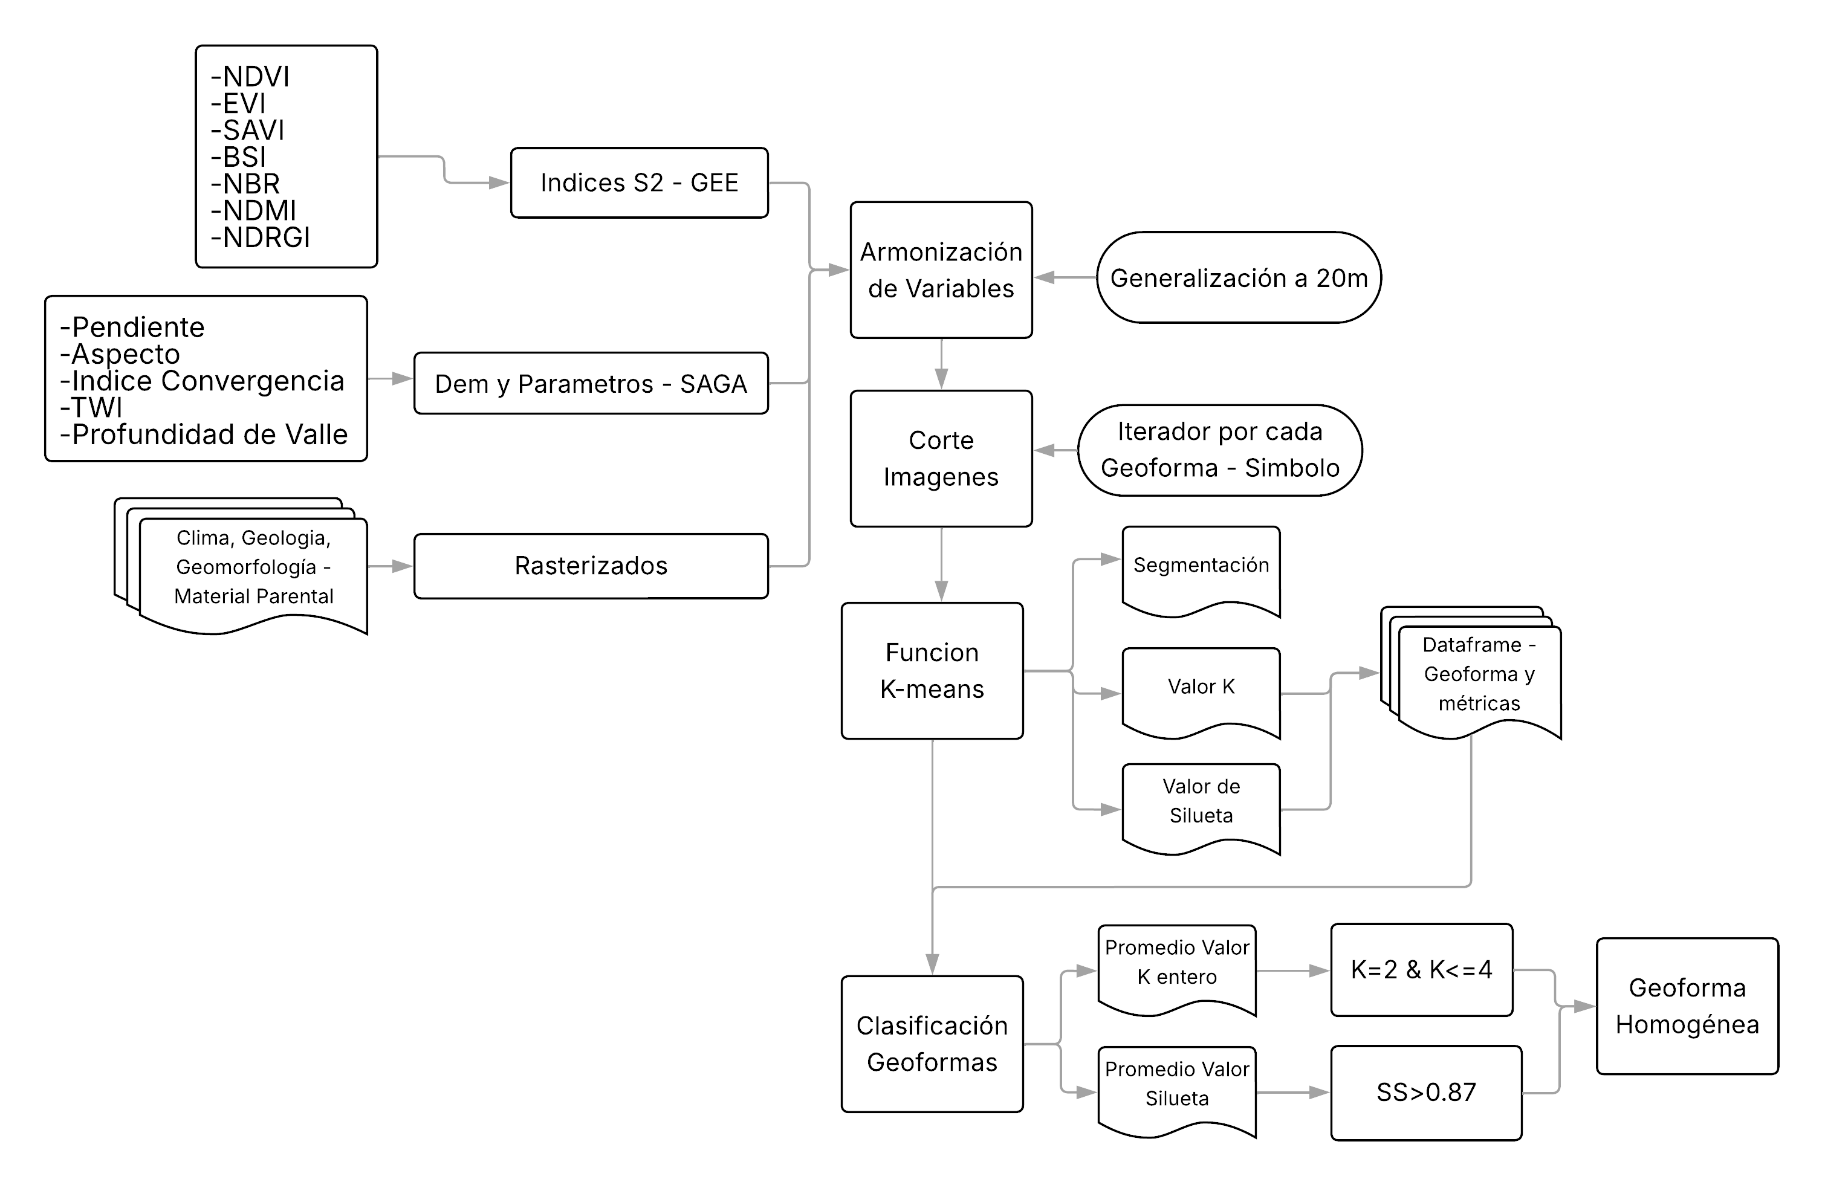 -NDVI
-EVI
-SAVI
-BSI
-NBR
-NDMI
-NDRGI
Indices S2 - GEE
-Pendiente
-Aspecto
-Indice Convergencia
-TWI
-Profundidad de Valle
Dem y Parametros - SAGA
Clima, Geologia,
Geomorfología -
Material Parental
Rasterizados
Armonización
de Variables
Generalización a 20m
Corte
Imagenes
Iterador por cada
Geoforma - Simbolo
Funcion
K-means
Segmentación
Valor K
Valor de
Silueta
Dataframe -
Geoforma y
métricas
Clasificación
Geoformas
Promedio Valor
K entero
K=2 & K<=4
Promedio Valor
Silueta
SS>0.87
Geoforma
Homogénea